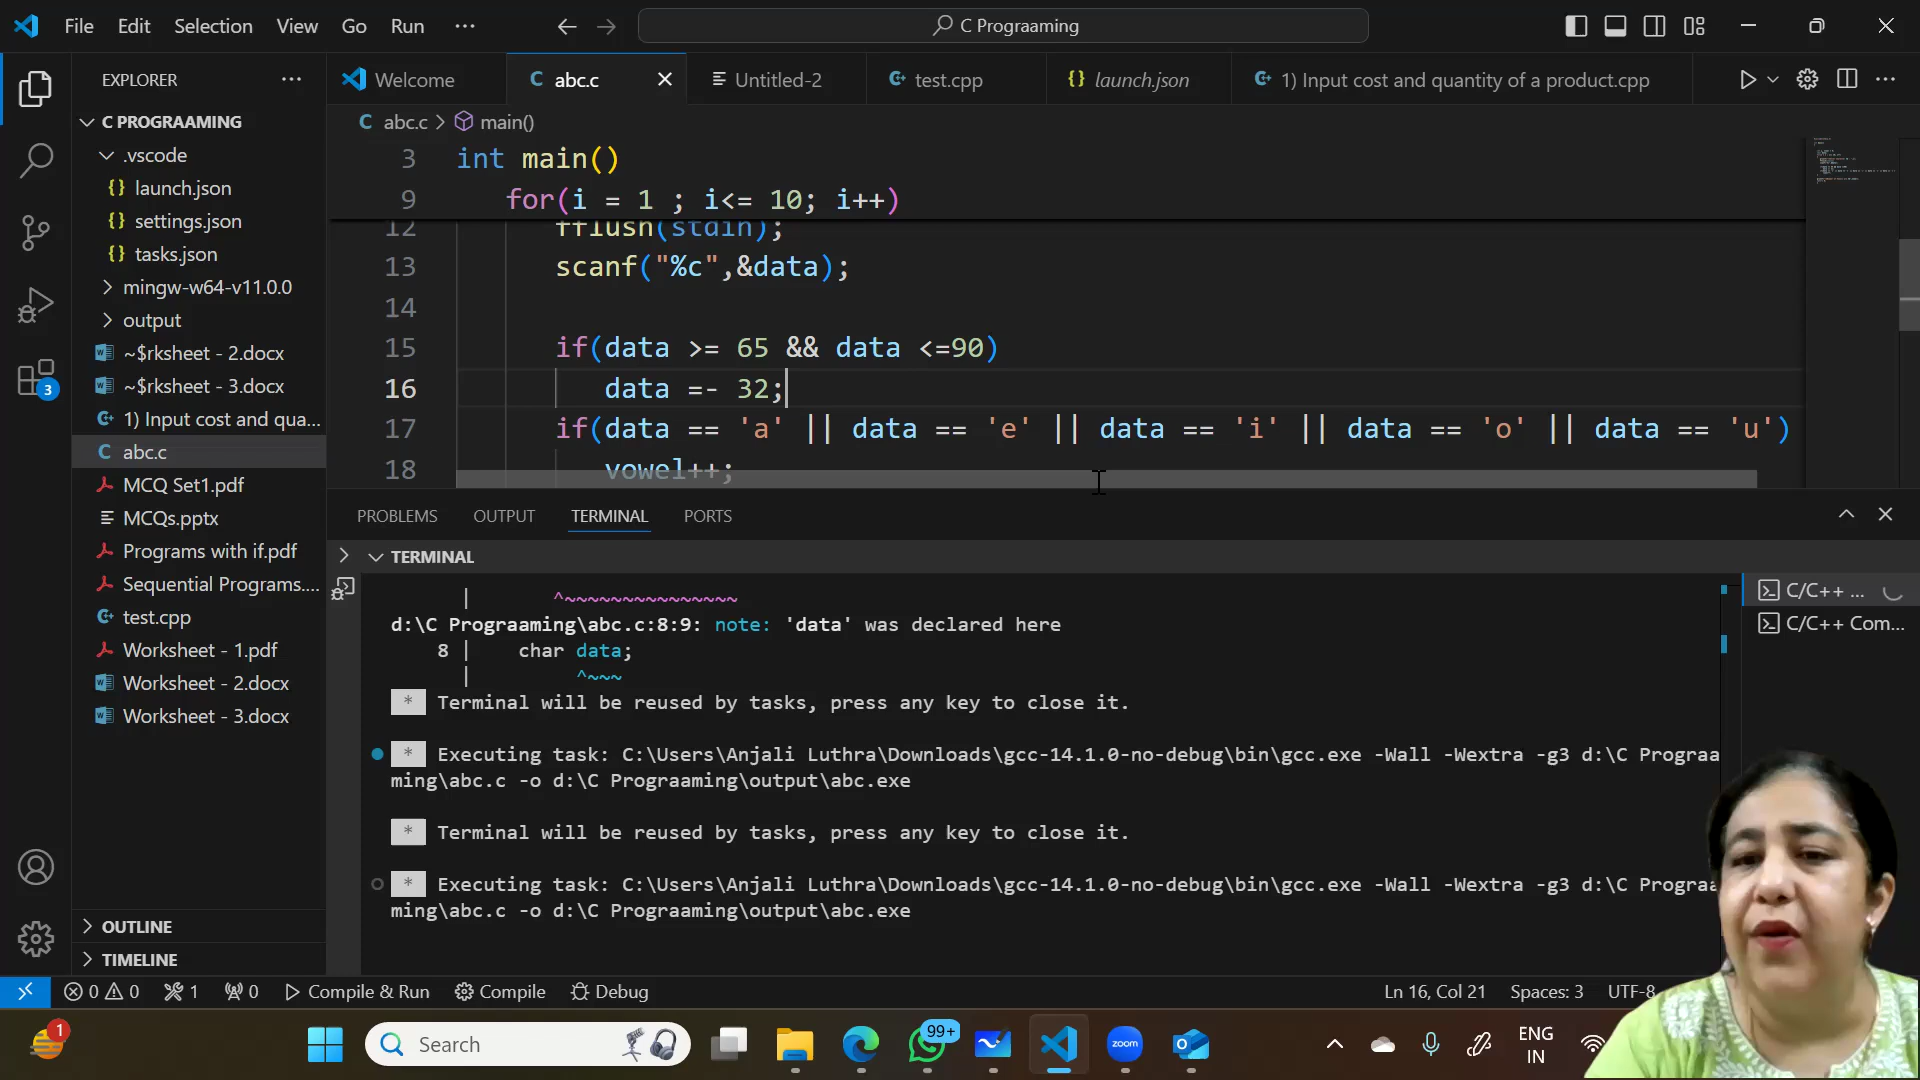 File Edit Selection View Go Run ··· C Prograaming
EXPLORER ···
C PROGRAAMING
.vscode
launch.json
settings.json
tasks.json
mingw-w64-v11.0.0
output
~$rksheet - 2.docx
~$rksheet - 3.docx
1) Input cost and qua...
abc.c
MCQ Set1.pdf
MCQs.pptx
Programs with if.pdf
Sequential Programs....
test.cpp
Worksheet - 1.pdf
Worksheet - 2.docx
Worksheet - 3.docx
OUTLINE
TIMELINE
3
Welcome abc.c Untitled-2 test.cpp launch.json 1) Input cost and quantity of a product.cpp ···
abc.c > main()
3 int main()
9 for(i = 1 ; i<= 10; i++)
12 fflush(stdin);
13 scanf("%c",&data);
14
15 if(data >= 65 && data <=90)
16 data =- 32;
17 if(data == 'a' || data == 'e' || data == 'i' || data == 'o' || data == 'u')
18 vowel++;
PROBLEMS OUTPUT TERMINAL PORTS
TERMINAL
| ^~~~~~~~~~~~~~~~
d:\C Prograaming\abc.c:8:9: note: 'data' was declared here
8 | char data;
| ^~~~
* Terminal will be reused by tasks, press any key to close it.
* Executing task: C:\Users\Anjali Luthra\Downloads\gcc-14.1.0-no-debug\bin\gcc.exe -Wall -Wextra -g3 d:\C Prograa
ming\abc.c -o d:\C Prograaming\output\abc.exe
* Terminal will be reused by tasks, press any key to close it.
* Executing task: C:\Users\Anjali Luthra\Downloads\gcc-14.1.0-no-debug\bin\gcc.exe -Wall -Wextra -g3 d:\C Prograa
ming\abc.c -o d:\C Prograaming\output\abc.exe
C/C++ ...
C/C++ Com...
0 0 1 0 Compile & Run Compile Debug Ln 16, Col 21 Spaces: 3 UTF-8
1 Search 99+ zoom ENG
IN